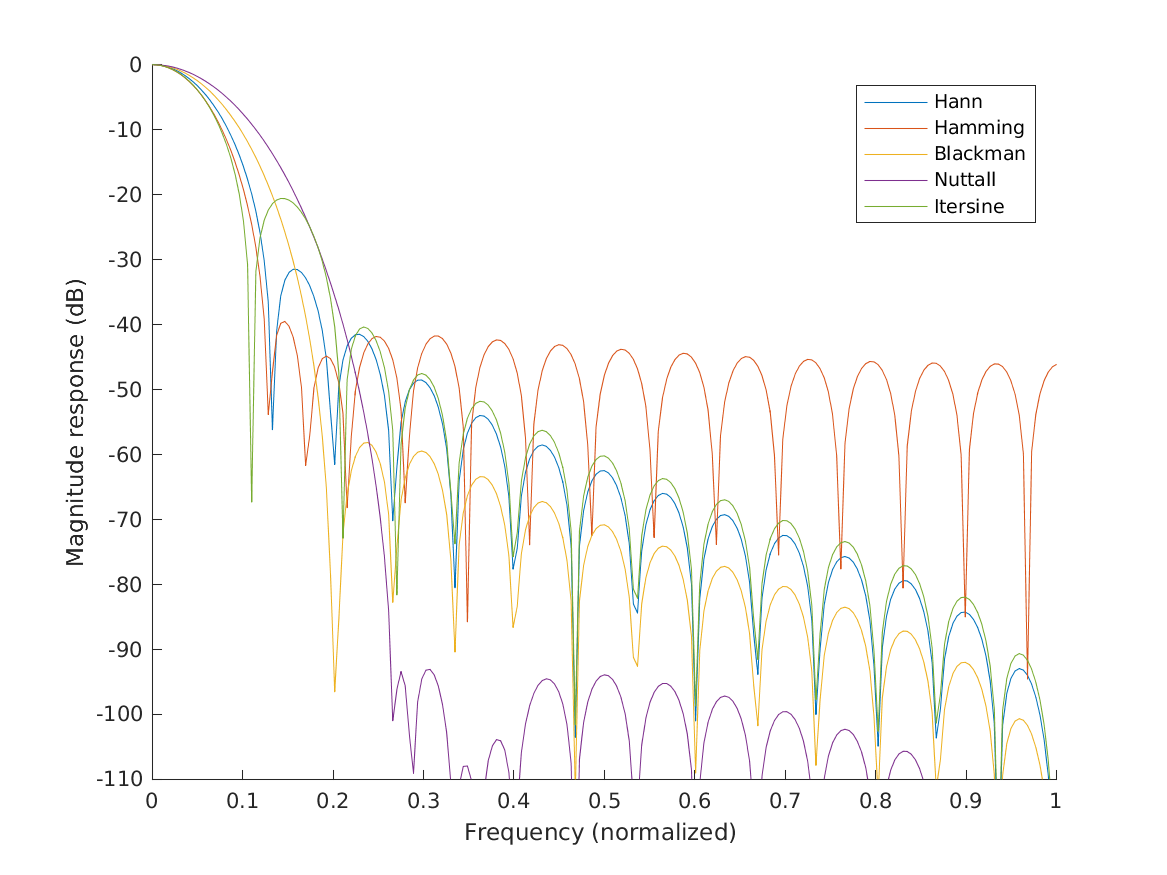 0
-10
-20
-30
-40
-50
-60
-70
-80
-90
-100
-110
Magnitude response (dB)
Hann
Hamming
Blackman
Nuttall
Itersine
0 0.1 0.2 0.3 0.4 0.5 0.6 0.7 0.8 0.9 1
Frequency (normalized)